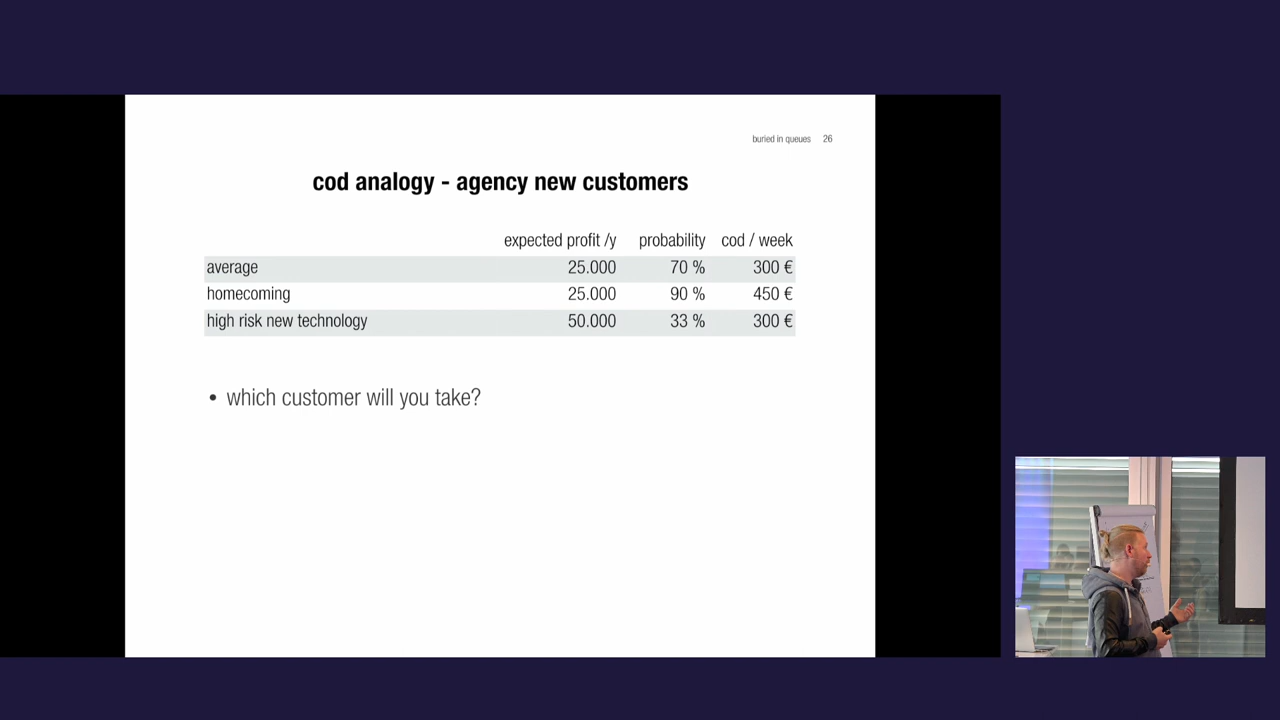 buried in queues 26
cod analogy - agency new customers
expected profit /y probability cod / week
average 25.000 70 % 300 €
homecoming 25.000 90 % 450 €
high risk new technology 50.000 33 % 300 €
• which customer will you take?